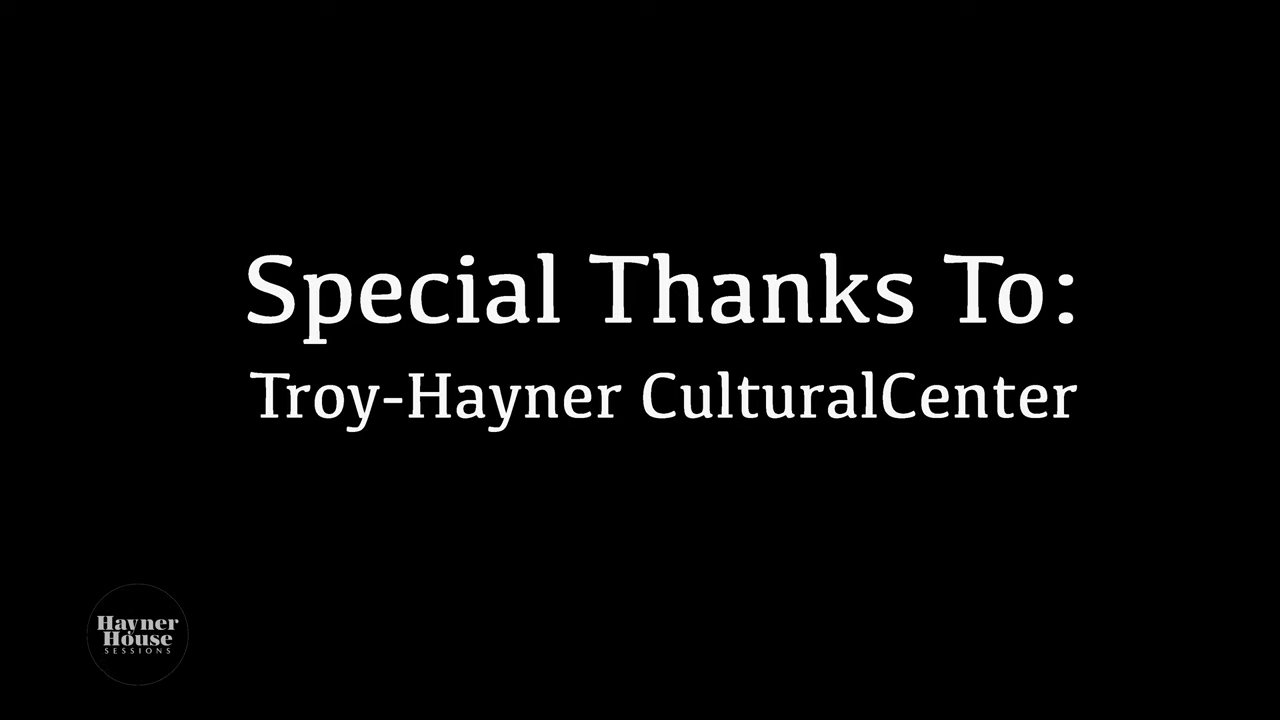 Special Thanks To:
Troy-Hayner CulturalCenter
Hayner
House
SESSIONS